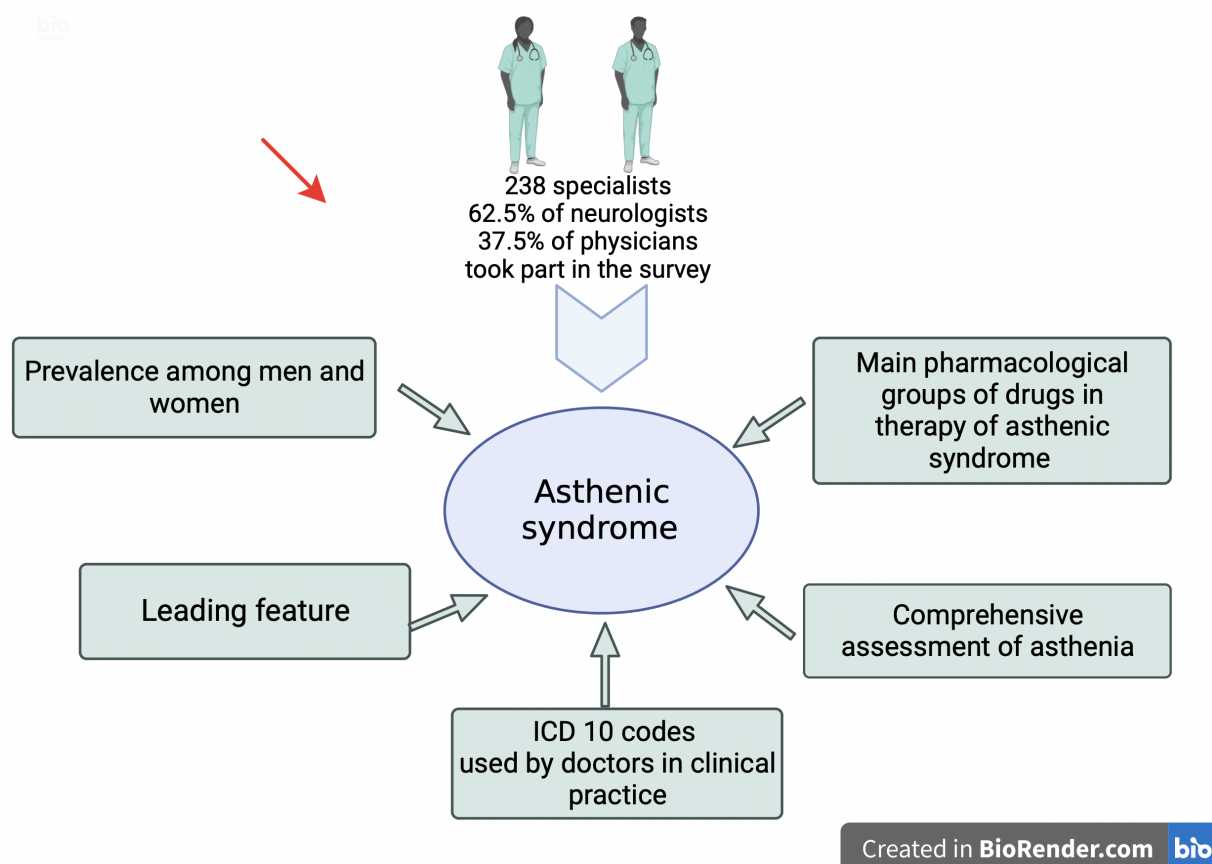 bio
238 specialists
62.5% of neurologists
37.5% of physicians
took part in the survey
Prevalence among men and
women
Main pharmacological
groups of drugs in
therapy of asthenic
syndrome
Asthenic
syndrome
Leading feature
Comprehensive
assessment of asthenia
ICD 10 codes
used by doctors in clinical
practice
Created in BioRender.com bio